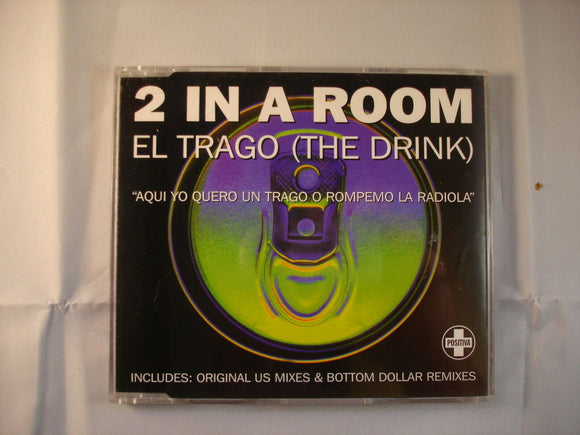 2 IN A ROOM
EL TRAGO (THE DRINK)
"AQUI YO QUERO UN TRAGO O ROMPEMO LA RADIOLA"
POSITIVA
INCLUDES: ORIGINAL US MIXES & BOTTOM DOLLAR REMIXES